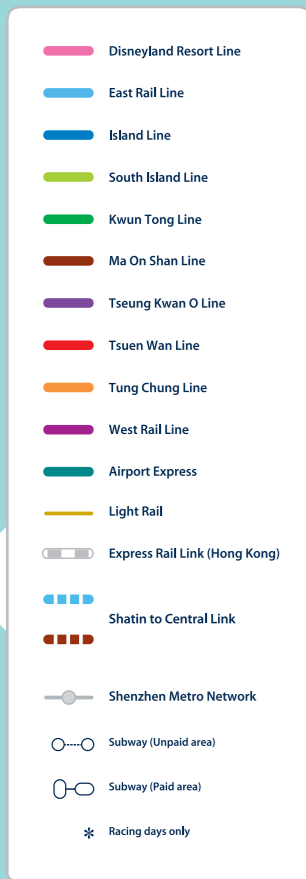 Disneyland Resort Line
East Rail Line
Island Line
South Island Line
Kwun Tong Line
Ma On Shan Line
Tseung Kwan O Line
Tsuen Wan Line
Tung Chung Line
West Rail Line
Airport Express
Light Rail
Express Rail Link (Hong Kong)
Shatin to Central Link
Shenzhen Metro Network
Subway (Unpaid area)
Subway (Paid area)
* Racing days only